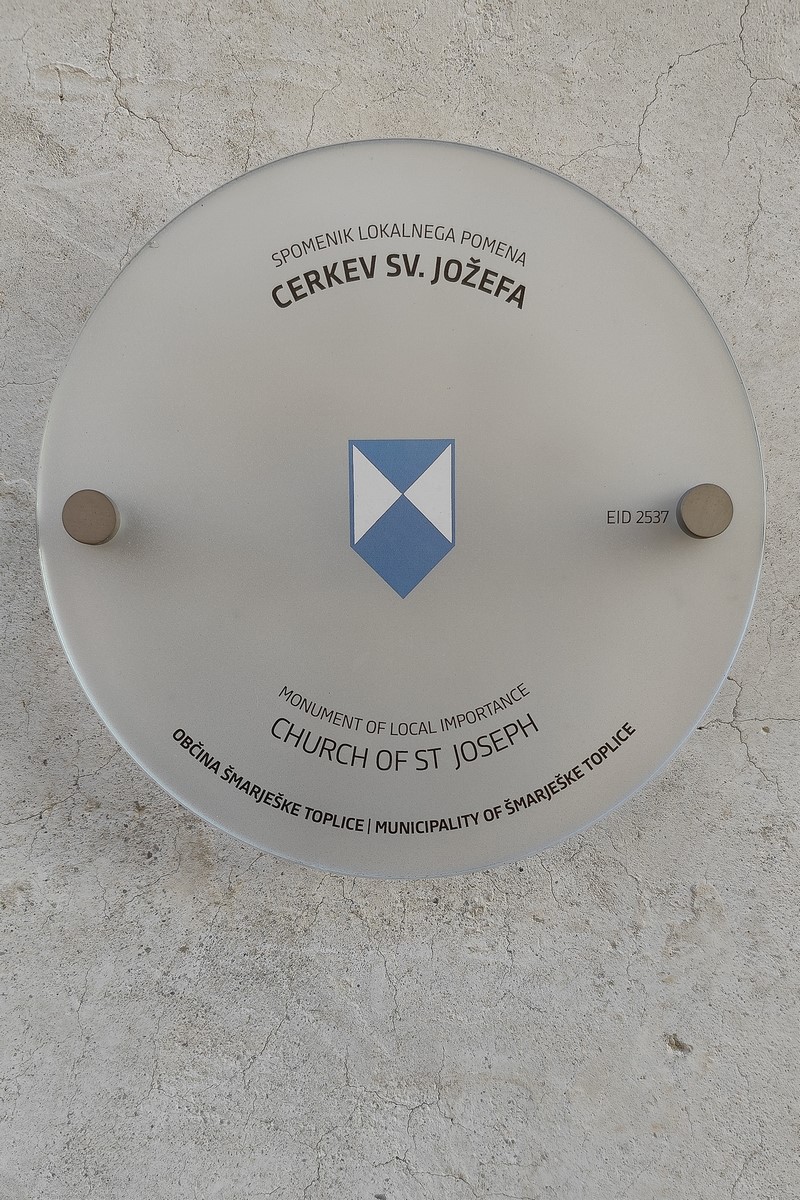 SPOMENIK LOKALNEGA POMENA
CERKEV SV. JOŽEFA
EID 2537
MONUMENT OF LOCAL IMPORTANCE
CHURCH OF ST JOSEPH
OBČINA ŠMARJEŠKE TOPLICE | MUNICIPALITY OF ŠMARJEŠKE TOPLICE